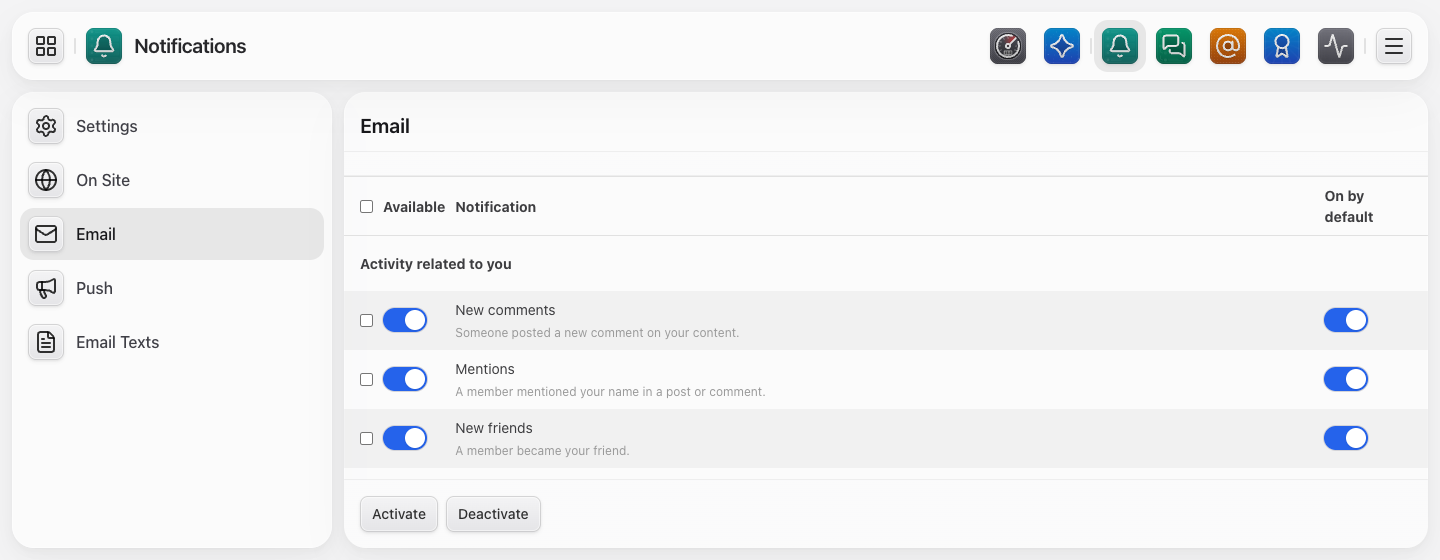 Notifications
Settings
On Site
Email
Push
Email Texts
Email
Available Notification On by default
Activity related to you
New comments
Someone posted a new comment on your content.
Mentions
A member mentioned your name in a post or comment.
New friends
A member became your friend.
Activate Deactivate